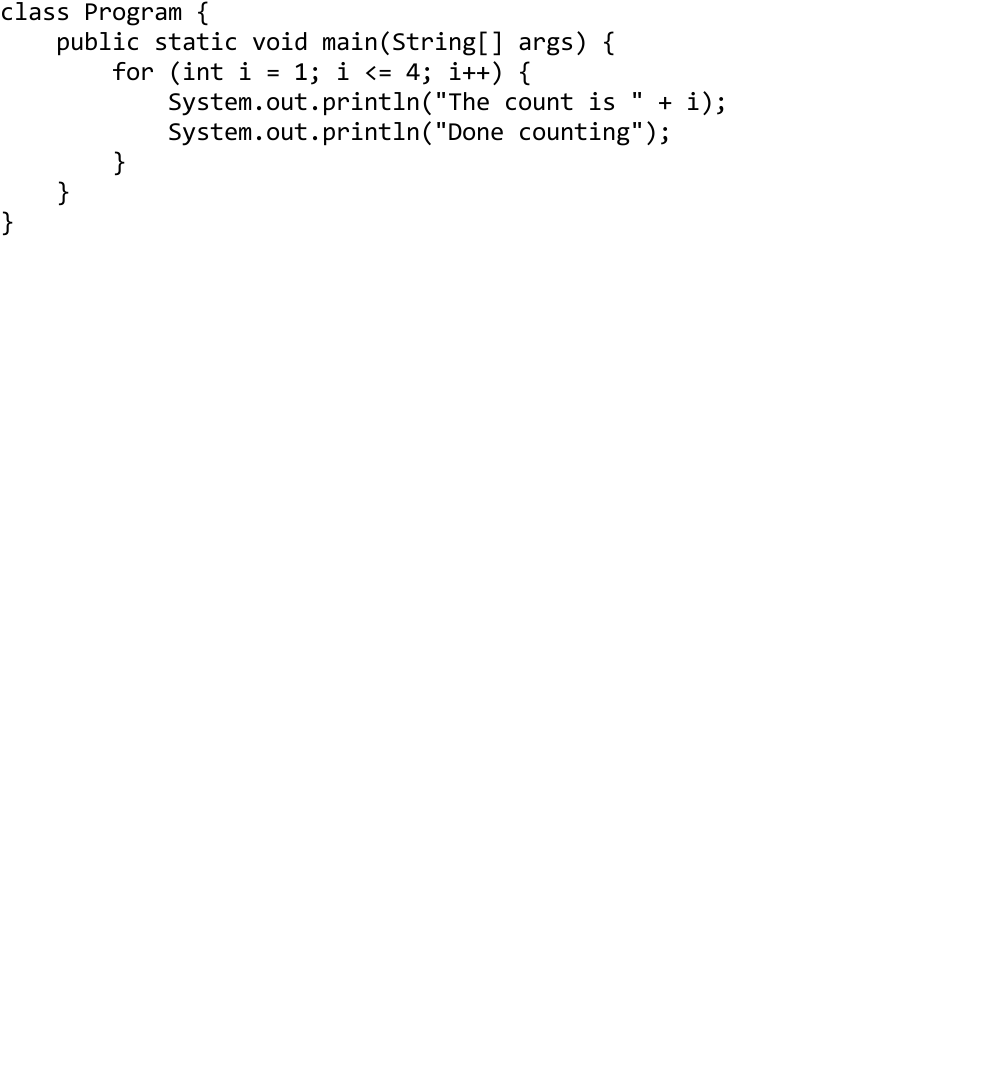 class Program {
    public static void main(String[] args) {
        for (int i = 1; i <= 4; i++) {
            System.out.println("The count is " + i);
            System.out.println("Done counting");
        }
    }
}